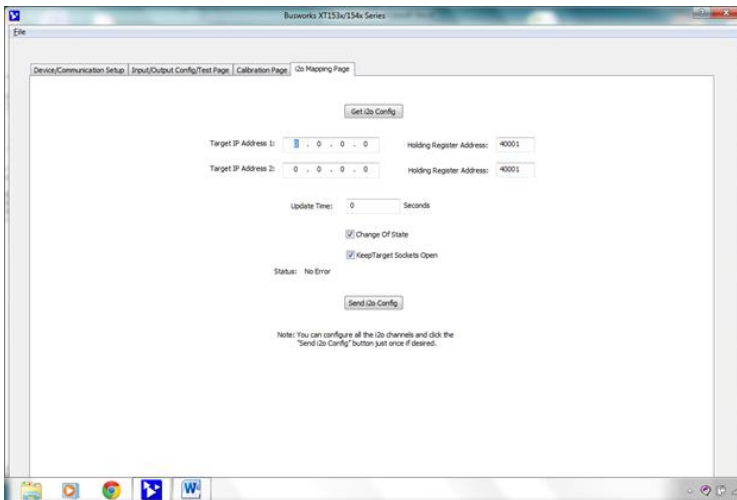 Busworks XT153x/154x Series
File
Device/Communication Setup Input/Output Config/Test Page Calibration Page i2o Mapping Page
Get i2o Config
Target IP Address 1: 0 . 0 . 0 . 0 Holding Register Address: 40001
Target IP Address 2: 0 . 0 . 0 . 0 Holding Register Address: 40001
Update Time: 0 Seconds
Change Of State
KeepTarget Sockets Open
Status: No Error
Send i2o Config
Note: You can configure all the i2o channels and click the
"Send i2o Config" button just once if desired.